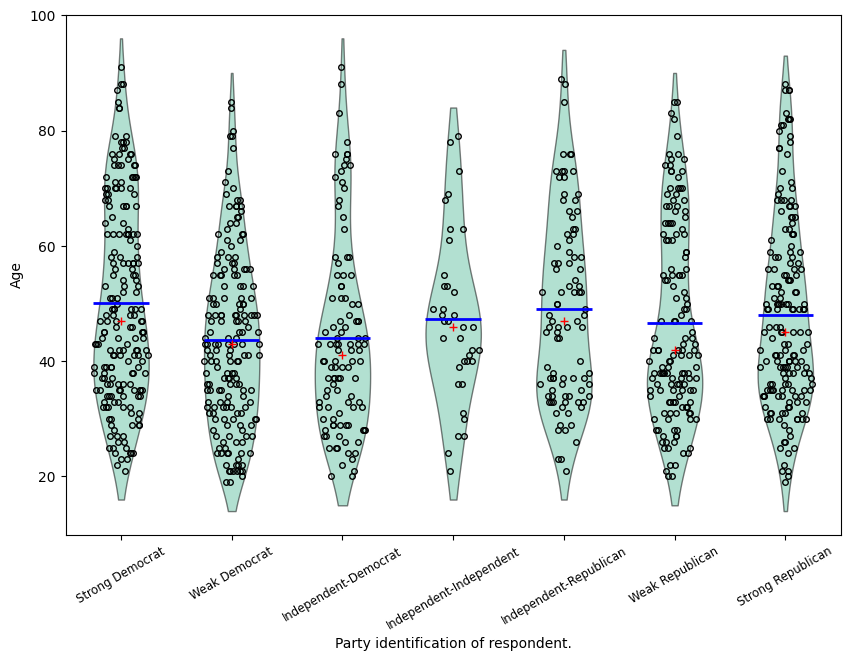 100
80
60
40
20
Age
Strong Democrat
Weak Democrat
Independent-Democrat
Independent-Independent
Independent-Republican
Weak Republican
Strong Republican
Party identification of respondent.